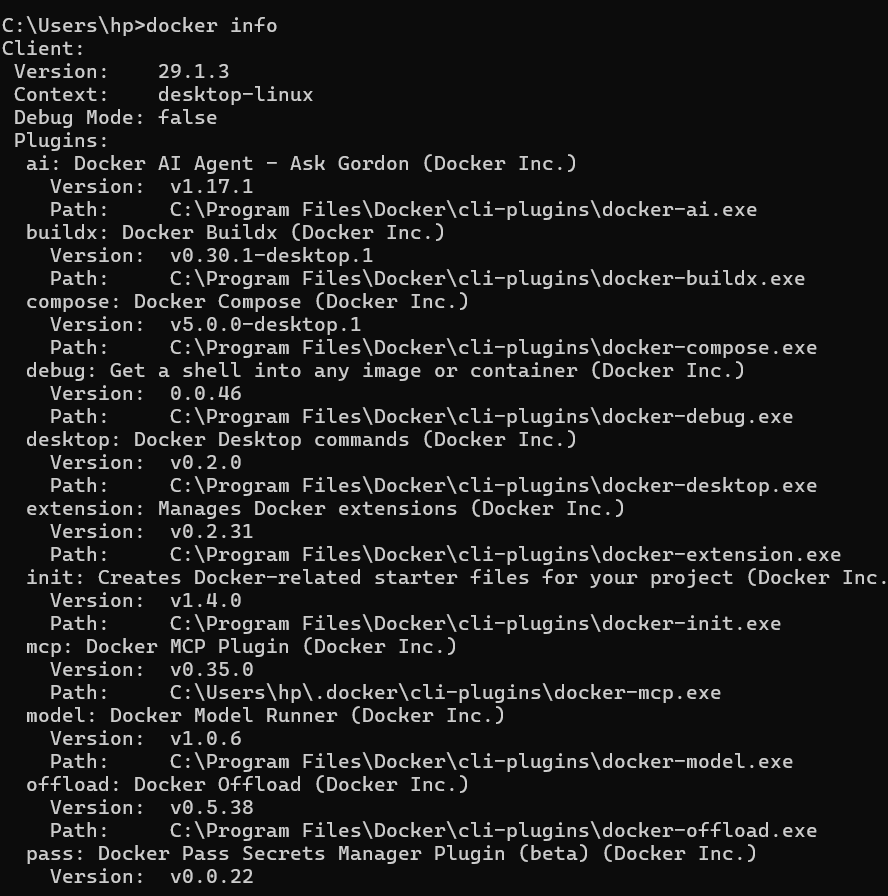 C:\Users\hp>docker info
Client:
 Version:    29.1.3
 Context:    desktop-linux
 Debug Mode: false
 Plugins:
  ai: Docker AI Agent - Ask Gordon (Docker Inc.)
    Version:  v1.17.1
    Path:     C:\Program Files\Docker\cli-plugins\docker-ai.exe
  buildx: Docker Buildx (Docker Inc.)
    Version:  v0.30.1-desktop.1
    Path:     C:\Program Files\Docker\cli-plugins\docker-buildx.exe
  compose: Docker Compose (Docker Inc.)
    Version:  v5.0.0-desktop.1
    Path:     C:\Program Files\Docker\cli-plugins\docker-compose.exe
  debug: Get a shell into any image or container (Docker Inc.)
    Version:  0.0.46
    Path:     C:\Program Files\Docker\cli-plugins\docker-debug.exe
  desktop: Docker Desktop commands (Docker Inc.)
    Version:  v0.2.0
    Path:     C:\Program Files\Docker\cli-plugins\docker-desktop.exe
  extension: Manages Docker extensions (Docker Inc.)
    Version:  v0.2.31
    Path:     C:\Program Files\Docker\cli-plugins\docker-extension.exe
  init: Creates Docker-related starter files for your project (Docker Inc.
    Version:  v1.4.0
    Path:     C:\Program Files\Docker\cli-plugins\docker-init.exe
  mcp: Docker MCP Plugin (Docker Inc.)
    Version:  v0.35.0
    Path:     C:\Users\hp\.docker\cli-plugins\docker-mcp.exe
  model: Docker Model Runner (Docker Inc.)
    Version:  v1.0.6
    Path:     C:\Program Files\Docker\cli-plugins\docker-model.exe
  offload: Docker Offload (Docker Inc.)
    Version:  v0.5.38
    Path:     C:\Program Files\Docker\cli-plugins\docker-offload.exe
  pass: Docker Pass Secrets Manager Plugin (beta) (Docker Inc.)
    Version:  v0.0.22